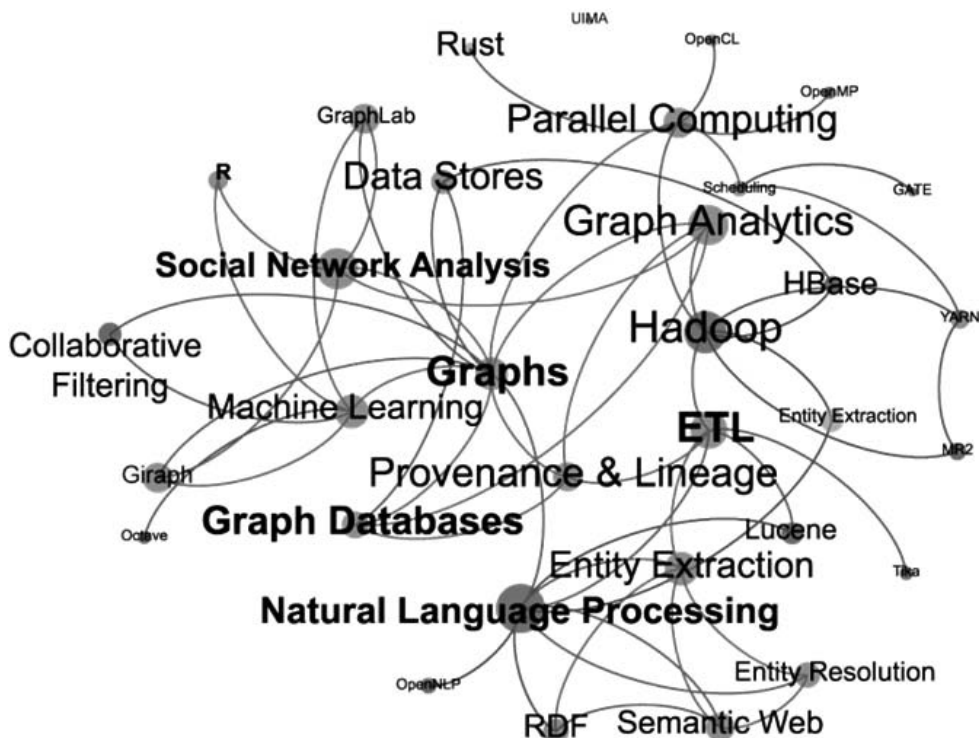 UIMA
Rust
OpenCL
OpenMP
GraphLab
Parallel Computing
R
Data Stores
Scheduling
GATE
Graph Analytics
Social Network Analysis
HBase
YARN
Hadoop
Collaborative
Filtering
Graphs
Machine Learning
Entity Extraction
ETL
MR2
Giraph
Provenance & Lineage
Graph Databases
Octave
Lucene
Entity Extraction
Tika
Natural Language Processing
OpenNLP
Entity Resolution
RDF
Semantic Web